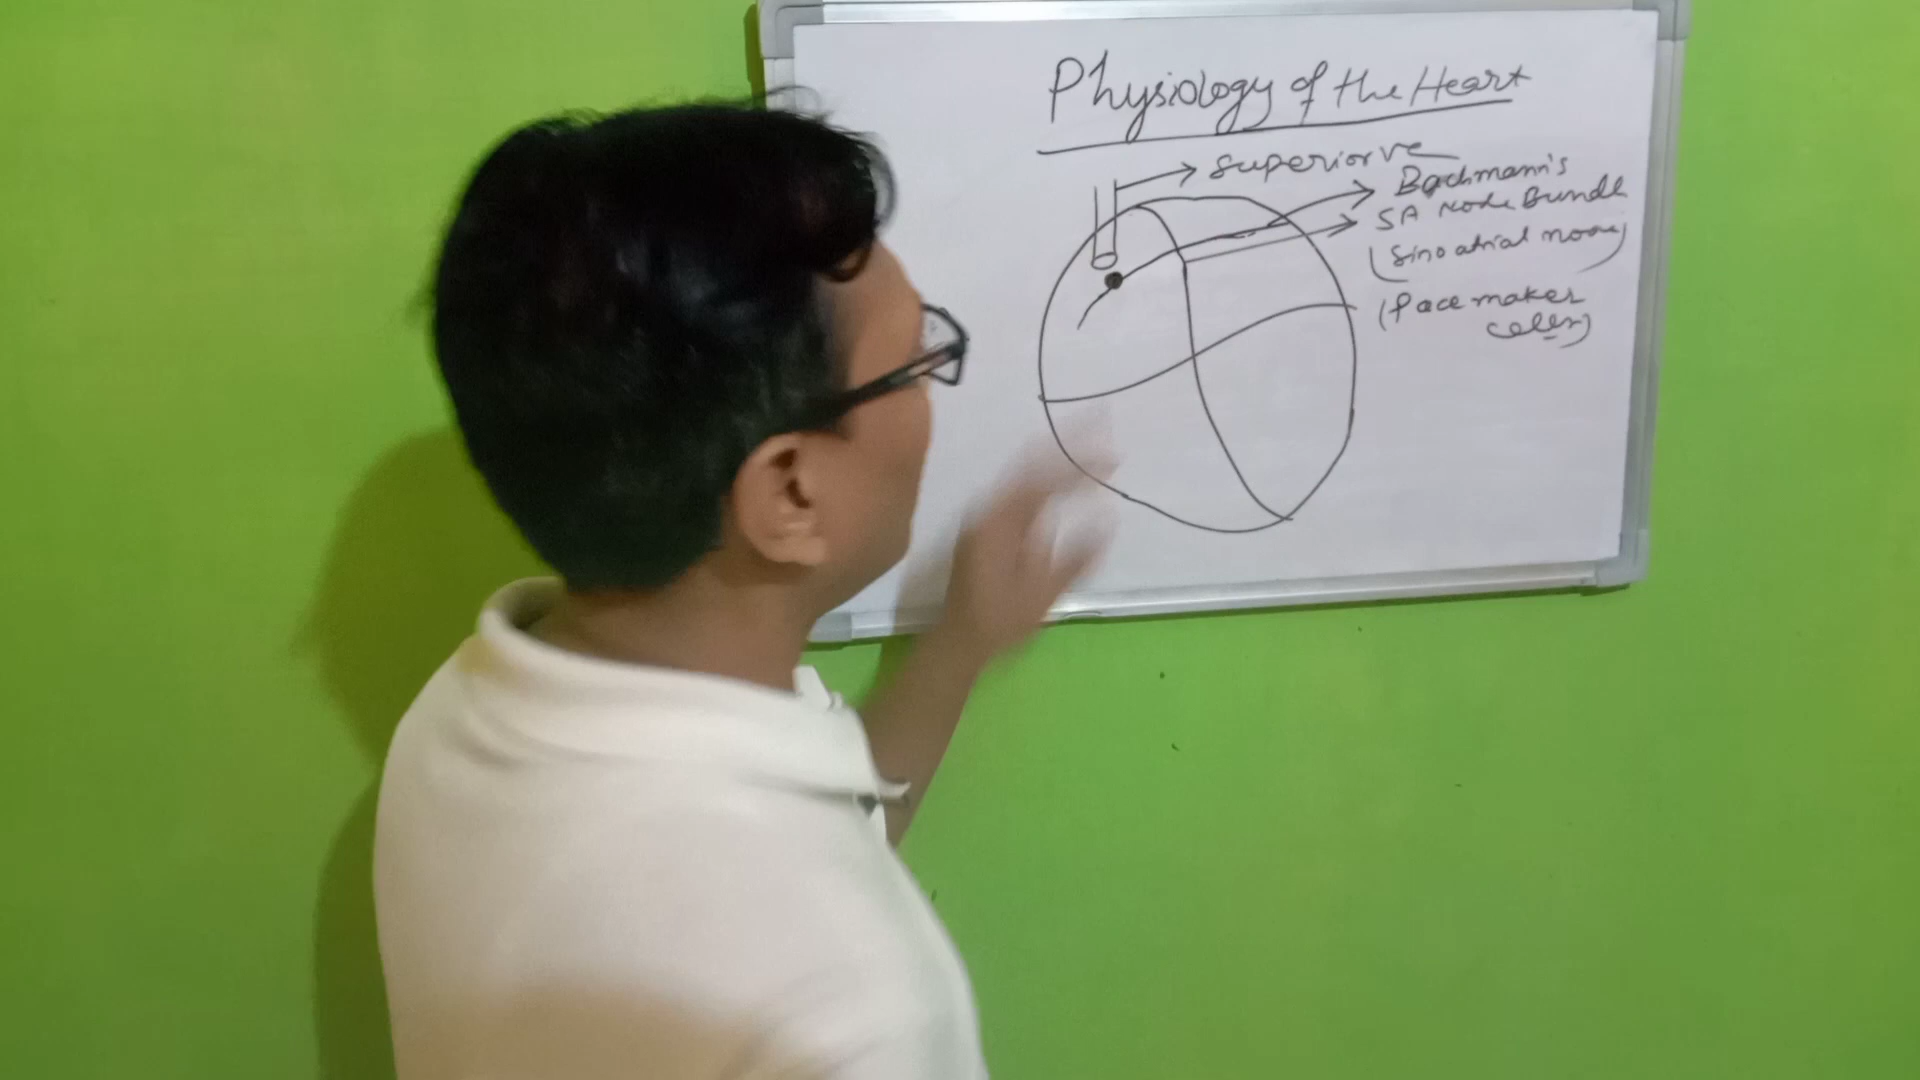 Physiology of the Heart
Superior ve
Bachmann's
SA Node Bundle
(Sino atrial node)
(Pace maker
cells)